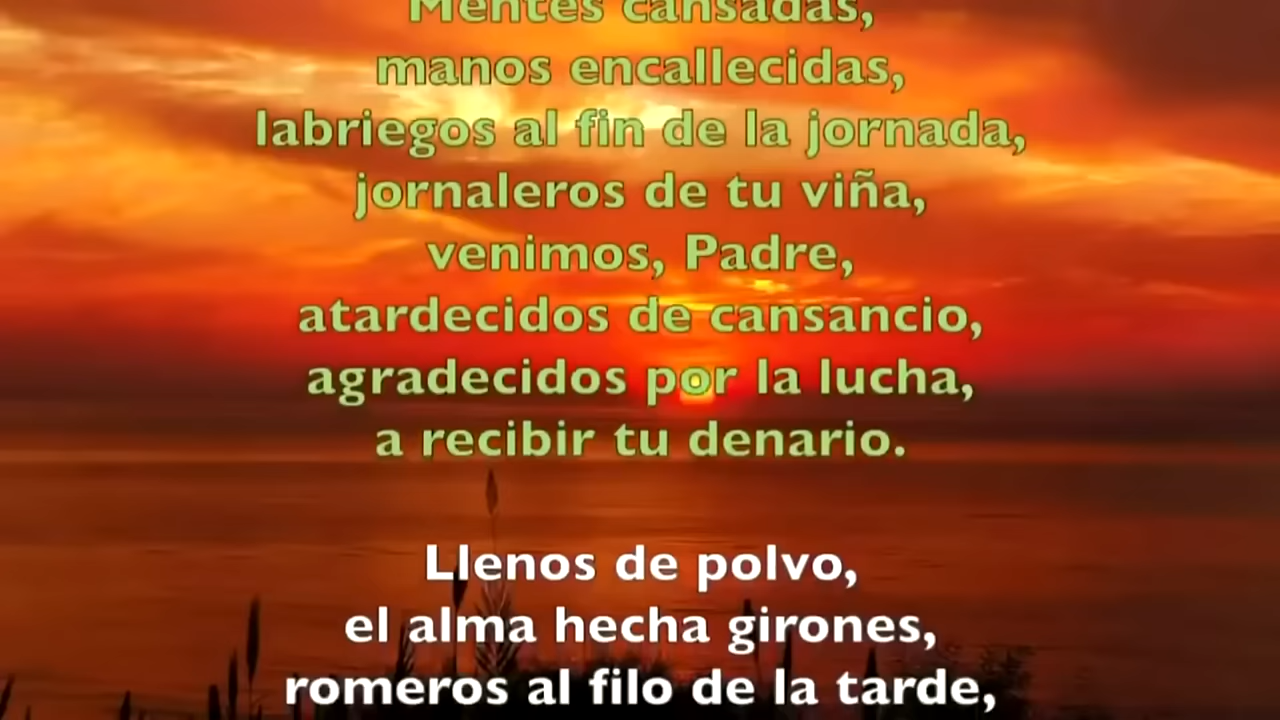 Mentes cansadas,
manos encallecidas,
labriegos al fin de la jornada,
jornaleros de tu viña,
venimos, Padre,
atardecidos de cansancio,
agradecidos por la lucha,
a recibir tu denario.
Llenos de polvo,
el alma hecha girones,
romeros al filo de la tarde,